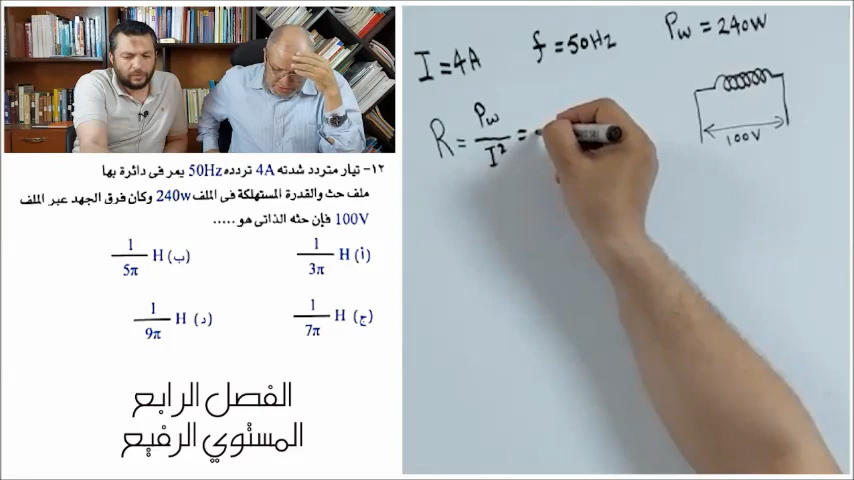 ١٢- تيار متردد شدته 4A تردده 50Hz يمر فى دائرة بها
ملف حث والقدرة المستهلكة فى الملف 240w وكان فرق الجهد عبر الملف
100V فإن حثه الذاتى هو .....
(أ) 1/3π H
(ب) 1/5π H
(ج) 1/7π H
(د) 1/9π H
الفصل الرابع
المستوي الرفيع
I = 4A f = 50Hz Pw = 240W
R = Pw/I² =
100V